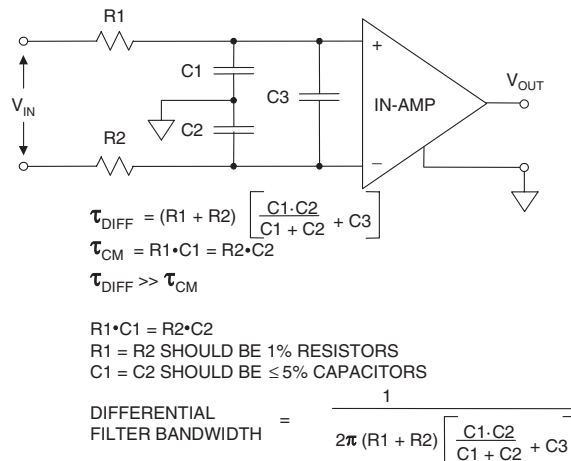 R1
C1
+
V_OUT
V_IN
C3
IN-AMP
C2
R2
–
τ_DIFF = (R1 + R2) [C1·C2 / C1 + C2 + C3]
τ_CM = R1•C1 = R2•C2
τ_DIFF >> τ_CM
R1•C1 = R2•C2
R1 = R2 SHOULD BE 1% RESISTORS
C1 = C2 SHOULD BE ≤ 5% CAPACITORS
DIFFERENTIAL
FILTER BANDWIDTH = 1 / 2π (R1 + R2) [C1·C2 / C1 + C2 + C3]